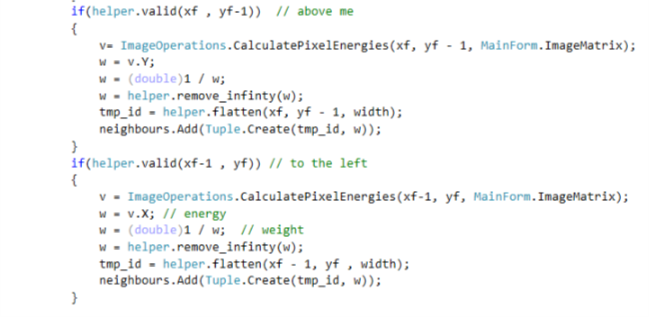 if(helper.valid(xf , yf-1))  // above me
{
v= ImageOperations.CalculatePixelEnergies(xf, yf - 1, MainForm.ImageMatrix);
w = v.Y;
w = (double)1 / w;
w = helper.remove_infinty(w);
tmp_id = helper.flatten(xf, yf - 1, width);
neighbours.Add(Tuple.Create(tmp_id, w));
}
if(helper.valid(xf-1 , yf)) // to the left
{
v = ImageOperations.CalculatePixelEnergies(xf-1, yf, MainForm.ImageMatrix);
w = v.X; // energy
w = (double)1 / w;  // weight
w = helper.remove_infinty(w);
tmp_id = helper.flatten(xf - 1, yf , width);
neighbours.Add(Tuple.Create(tmp_id, w));
}